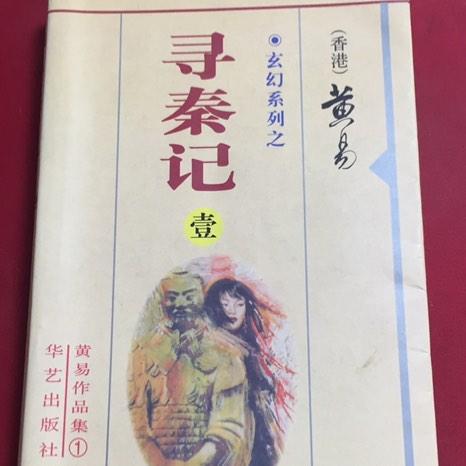 (香港)
黄易
玄幻系列之
寻秦记
壹
黄易作品集①
华艺出版社